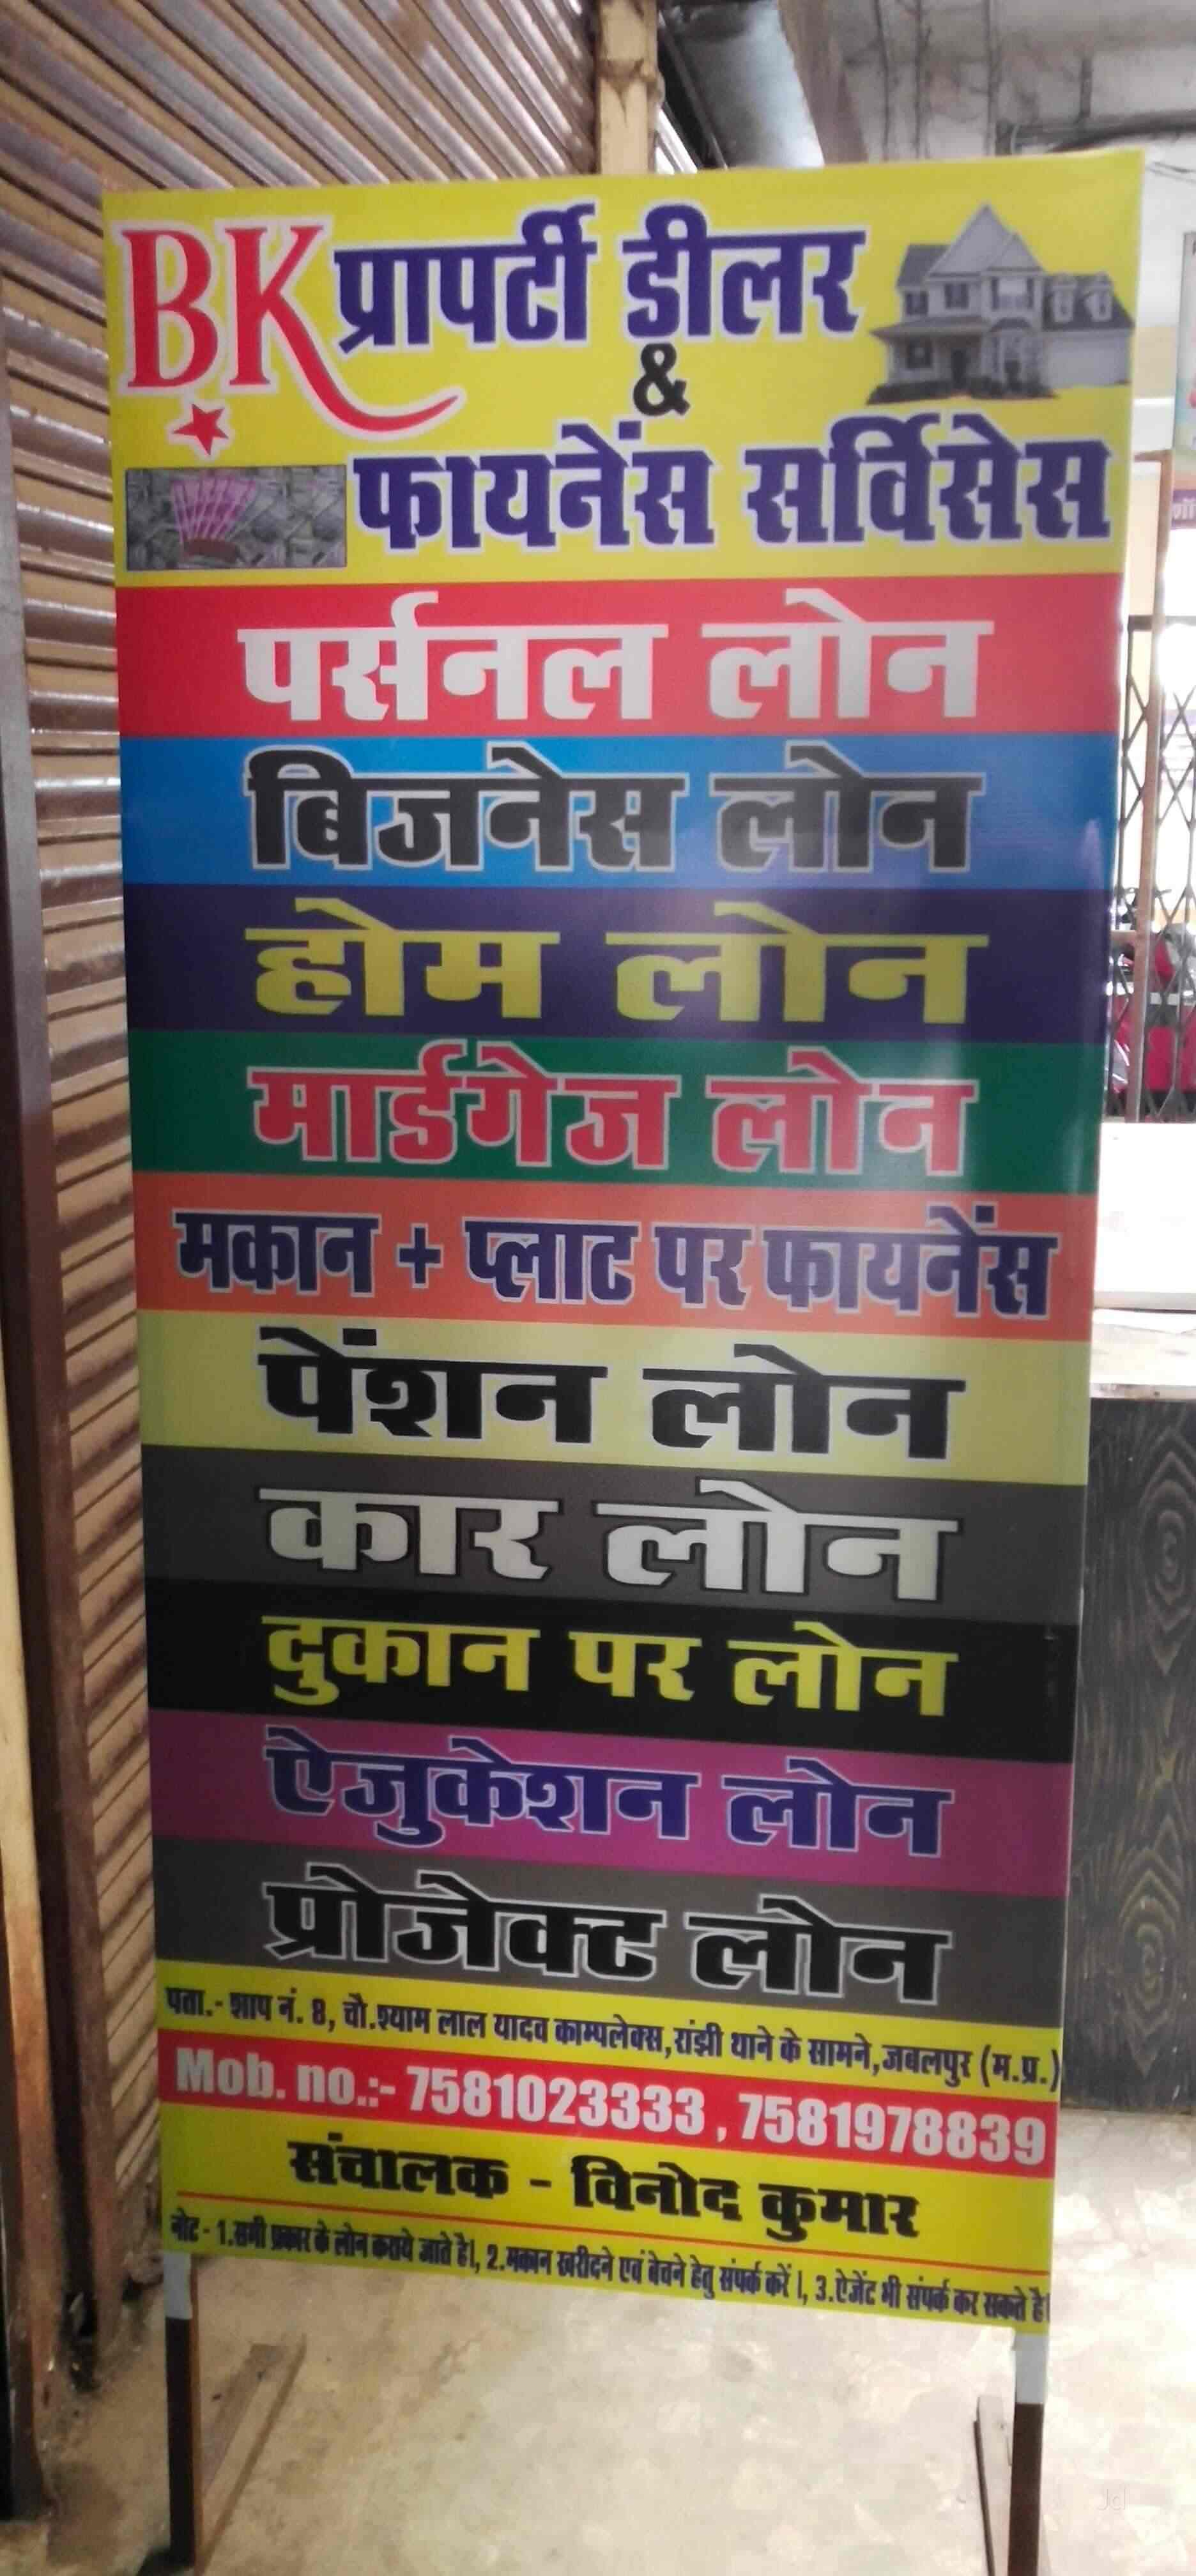 BK प्रापर्टी डीलर
&
फायनेंस सर्विसेस
पर्सनल लोन
बिजनेस लोन
होम लोन
मार्डगेज लोन
मकान + प्लाट पर फायनेंस
पेंशन लोन
कार लोन
दुकान पर लोन
ऐजुकेशन लोन
प्रोजेक्ट लोन
पता.- शाप नं. 8, चौ.श्याम लाल यादव काम्पलेक्स,रांझी थाने के सामने,जबलपुर (म.प्र.)
Mob. no.:- 7581023333 , 7581978839
संचालक - विनोद कुमार
नोट - 1.सभी प्रकार के लोन कराये जाते है।, 2.मकान खरीदने एवं बेचने हेतु संपर्क करें ।, 3.ऐजेंट भी संपर्क कर सकते है।
Jd